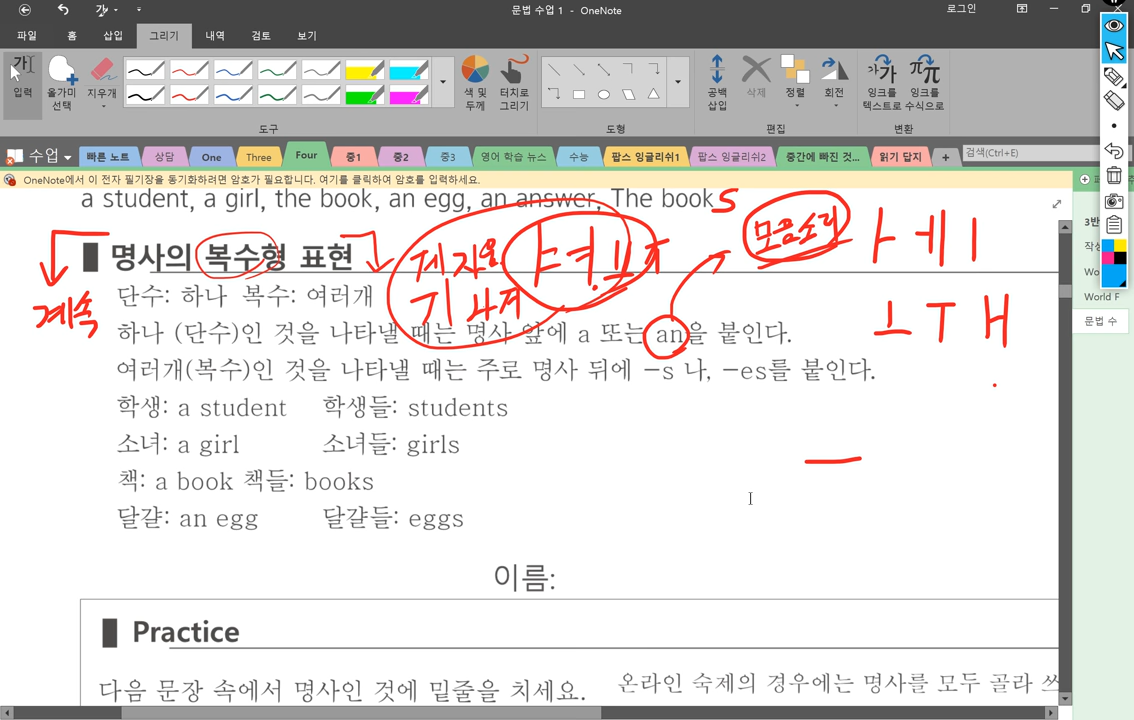 문법 수업 1 - OneNote
로그인
파일 홈 삽입 그리기 내역 검토 보기
입력
올가미 선택
지우개
색 및 두께
터치로 그리기
공백 삽입
삭제
정렬
회전
잉크를 텍스트로
잉크를 수식으로
도구
도형
편집
변환
수업 빠른 노트 상담 One Three Four 중1 중2 중3 영어 학습 뉴스 수능 팝스 잉글리쉬1 팝스 잉글리쉬2 중간에 빠진 것... 읽기 답지 + 검색(Ctrl+E)
OneNote에서 이 전자 필기장을 동기화하려면 암호가 필요합니다. 여기를 클릭하여 암호를 입력하세요.
a student, a girl, the book, an egg, an answer, The books
모음소리
ㅏ ㅔ ㅣ
ㅗ ㅜ ㅐ
명사의 복수형 표현
계속
단수: 하나 복수: 여러개
하나 (단수)인 것을 나타낼 때는 명사 앞에 a 또는 an을 붙인다.
여러개(복수)인 것을 나타낼 때는 주로 명사 뒤에 -s 나, -es를 붙인다.
학생: a student 학생들: students
소녀: a girl 소녀들: girls
책: a book 책들: books
달걀: an egg 달걀들: eggs
이름:
Practice
다음 문장 속에서 명사인 것에 밑줄을 치세요.
온라인 숙제의 경우에는 명사를 모두 골라 쓰
3반
작성
Wo
World F
문법 수